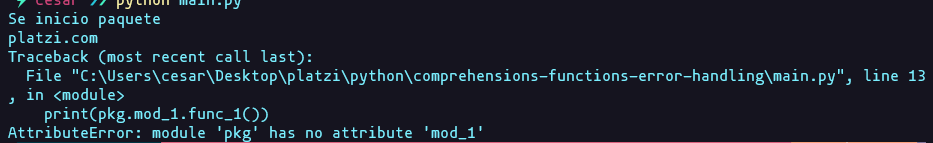 cesar >> python main.py
Se inicio paquete
platzi.com
Traceback (most recent call last):
  File "C:\Users\cesar\Desktop\platzi\python\comprehensions-functions-error-handling\main.py", line 13
, in <module>
    print(pkg.mod_1.func_1())
AttributeError: module 'pkg' has no attribute 'mod_1'